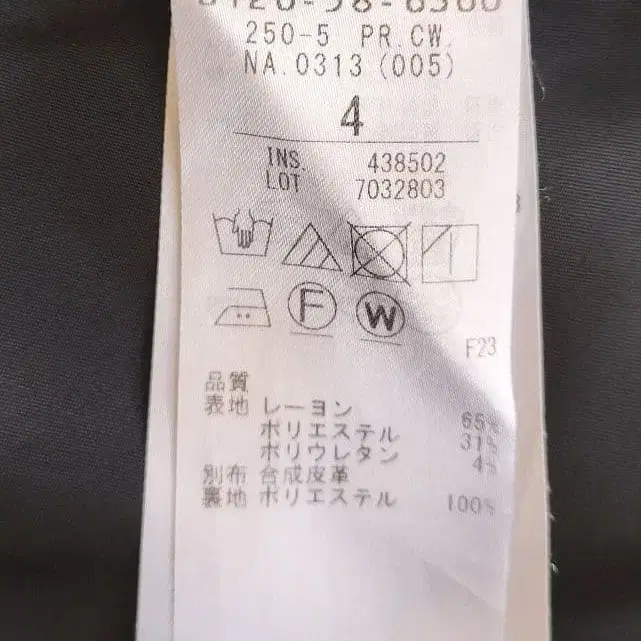 250-5 PR.CW.
NA.0313(005)
4
INS. 438502
LOT 7032803
F W
F23
品質
表地 レーヨン 65%
ポリエステル 31%
ポリウレタン 4%
別布 合成皮革
裏地 ポリエステル 100%